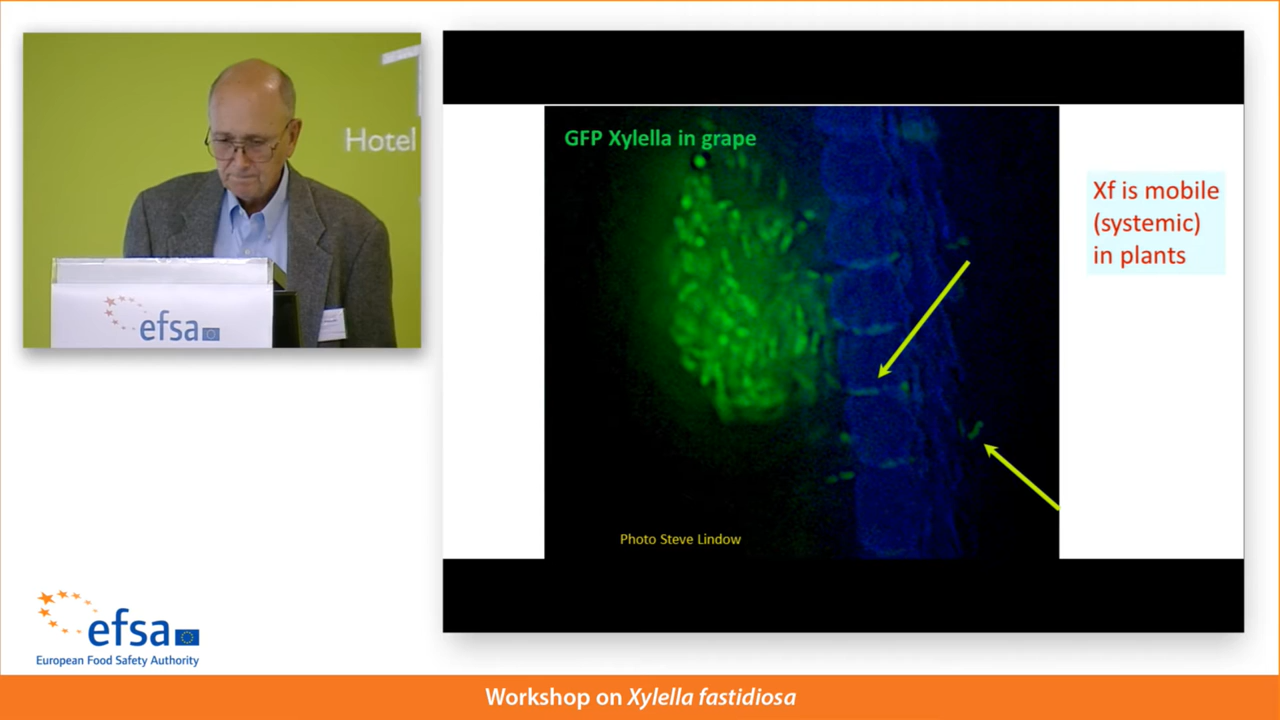 Hotel
efsa
GFP Xylella in grape
Xf is mobile
(systemic)
in plants
Photo Steve Lindow
efsa
European Food Safety Authority
Workshop on Xylella fastidiosa